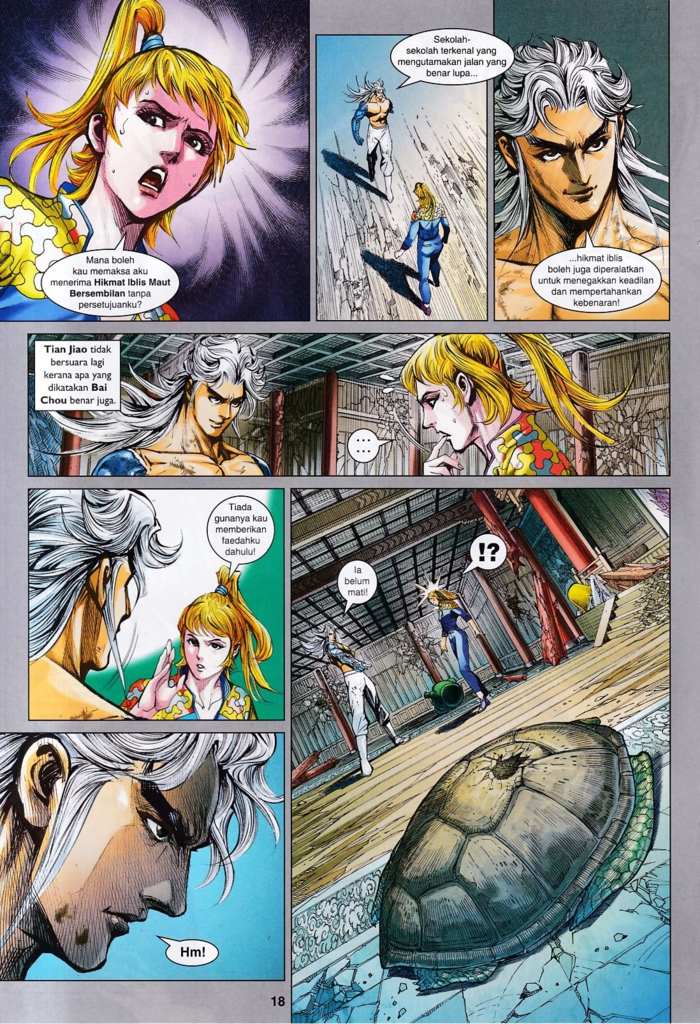 Mana boleh
kau memaksa aku
menerima Hikmat Iblis Maut
Bersembilan tanpa
persetujuanku?
Sekolah-
sekolah terkenal yang
mengutamakan jalan yang
benar lupa...
...hikmat iblis
boleh juga diperalatkan
untuk menegakkan keadilan
dan mempertahankan
kebenaran!
Tian Jiao tidak
bersuara lagi
kerana apa yang
dikatakan Bai
Chou benar juga.
...
...
Tiada
gunanya kau
memberikan
faedahku
dahulu!
Ia
belum
mati!
!?
Hm!
18